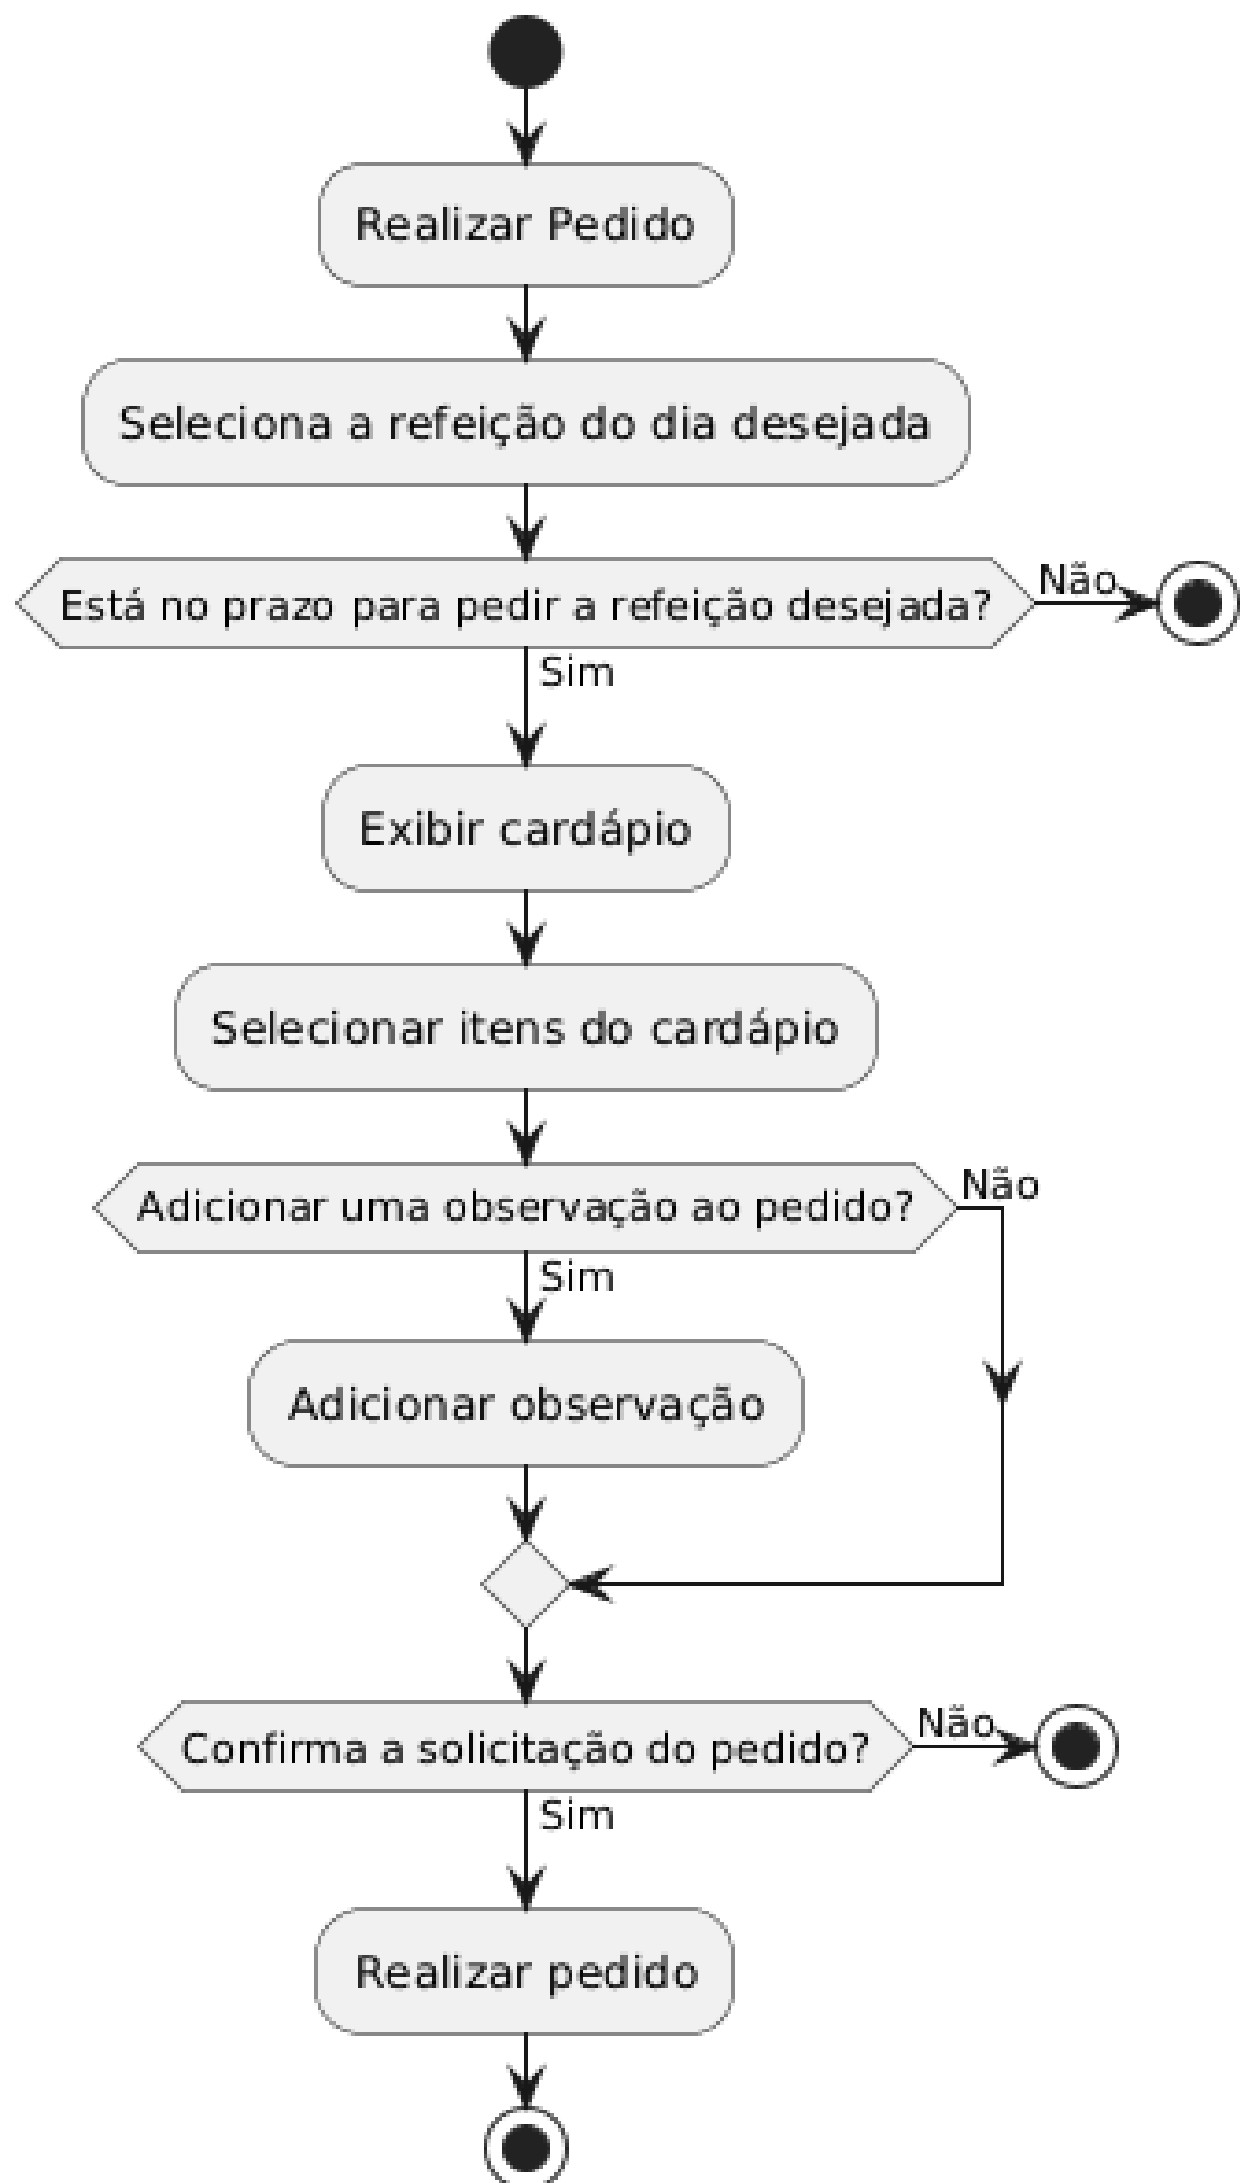 Realizar Pedido
Seleciona a refeição do dia desejada
Está no prazo para pedir a refeição desejada?
Não
Sim
Exibir cardápio
Selecionar itens do cardápio
Adicionar uma observação ao pedido?
Não
Sim
Adicionar observação
Confirma a solicitação do pedido?
Não
Sim
Realizar pedido